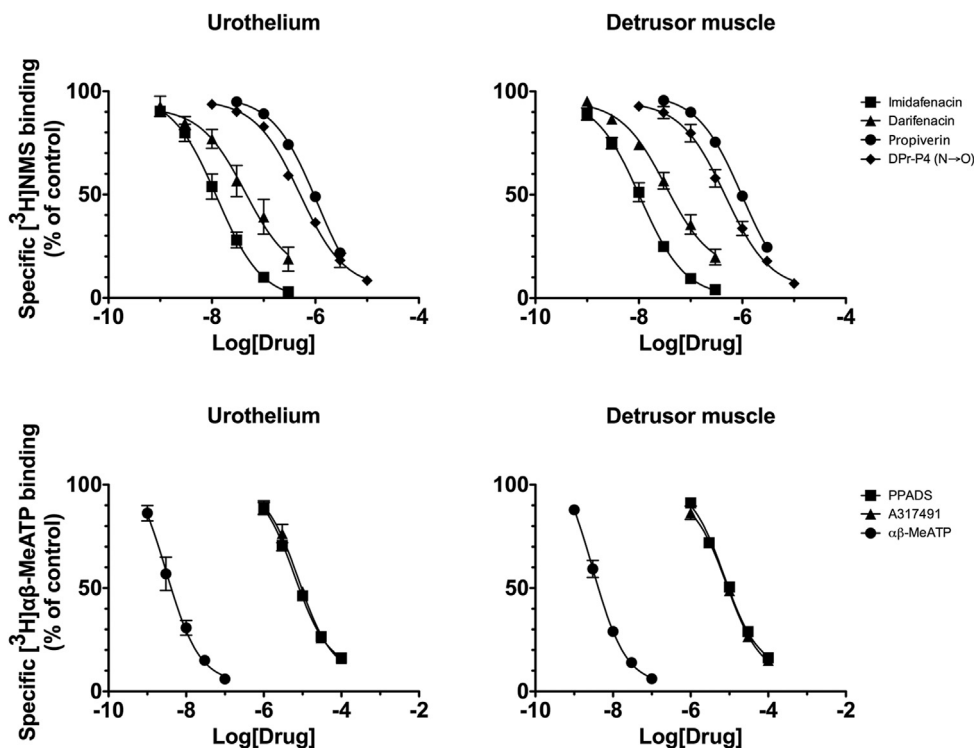 Urothelium
Detrusor muscle
Specific [³H]NMS binding
(% of control)
100
50
0
-10
-8
-6
-4
Log[Drug]
100
50
0
-10
-8
-6
-4
Log[Drug]
Imidafenacin
Darifenacin
Propiverin
DPr-P4 (N→O)
Urothelium
Detrusor muscle
Specific [³H]αβ-MeATP binding
(% of control)
100
50
0
-10
-8
-6
-4
-2
Log[Drug]
100
50
0
-10
-8
-6
-4
-2
Log[Drug]
PPADS
A317491
αβ-MeATP